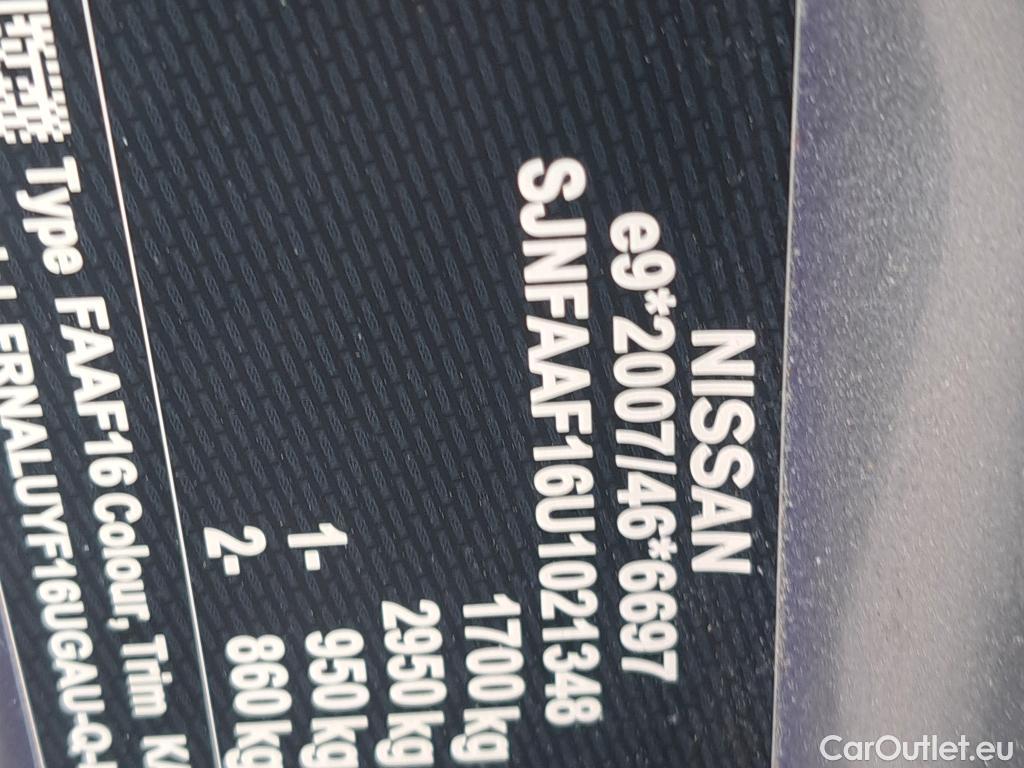 NISSAN
e9*2007/46*6697
SJNFAAF16U1021348
1700 kg
2950 kg
1- 950 kg
2- 860 kg
Type FAAF16 Colour, Trim
ERNALUYF16UGAU-Q-
CarOutlet.eu